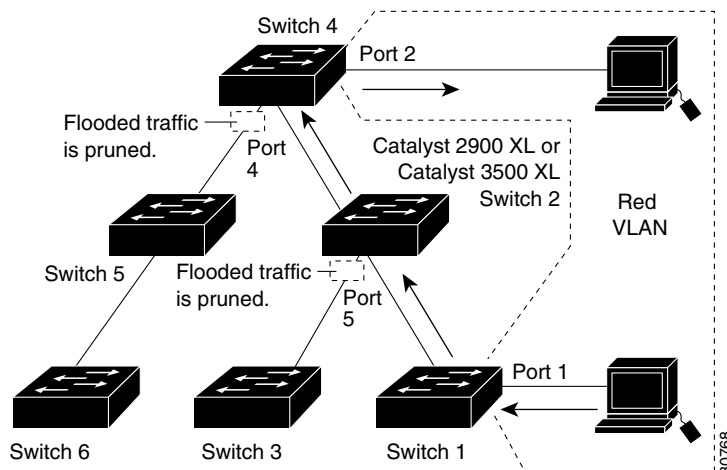 Switch 4
Port 2
Flooded traffic
is pruned.
Port
4
Catalyst 2900 XL or
Catalyst 3500 XL
Switch 2
Red
VLAN
Switch 5
Flooded traffic
is pruned.
Port
5
Port 1
Switch 6
Switch 3
Switch 1